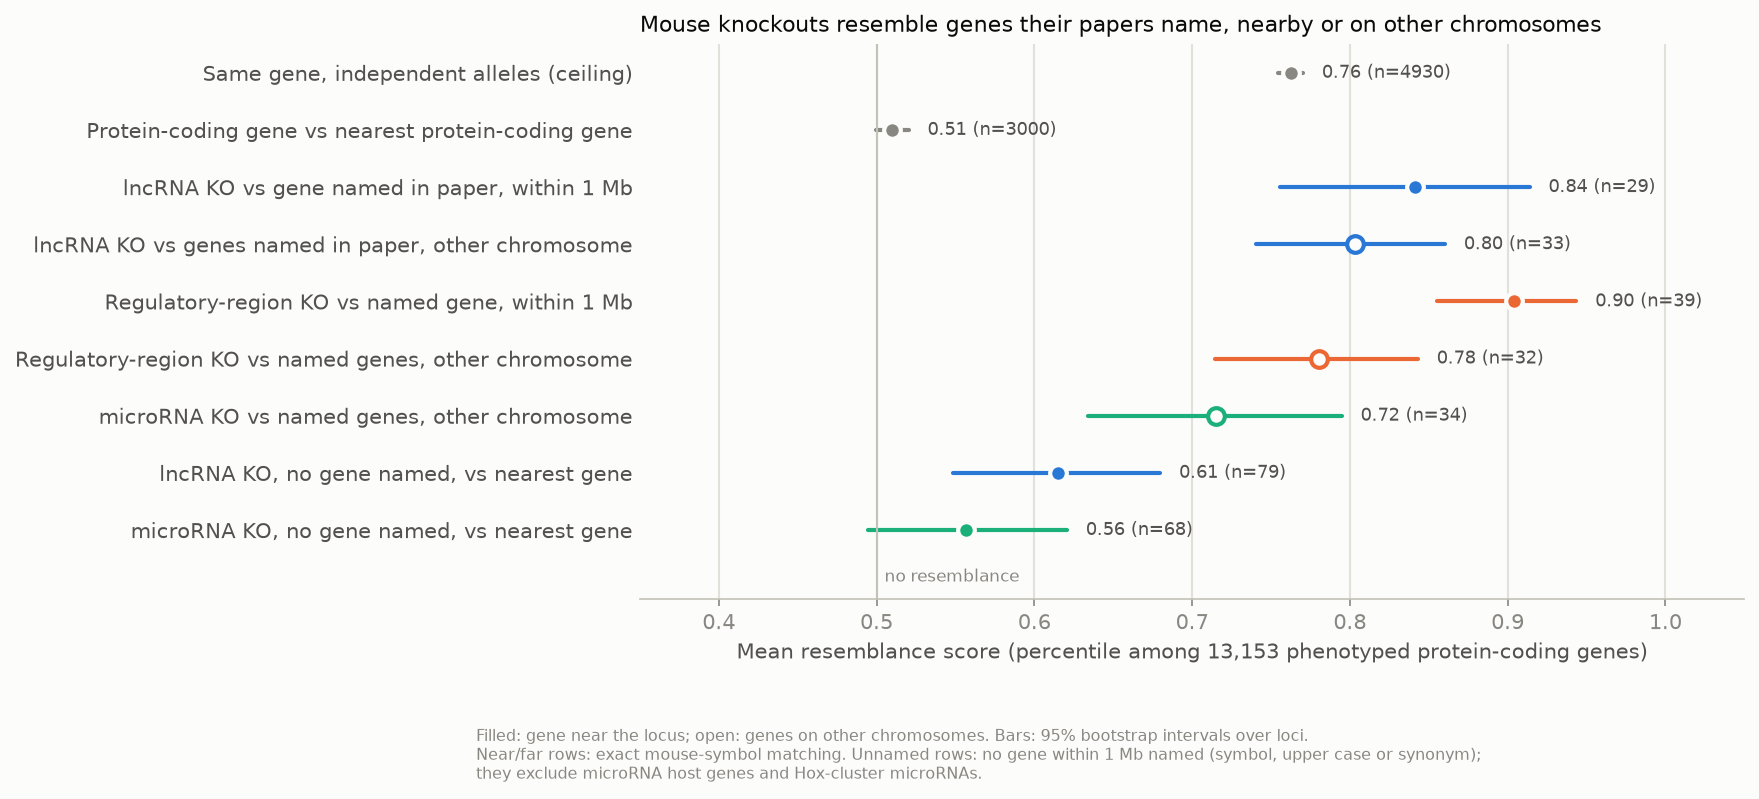 Mouse knockouts resemble genes their papers name, nearby or on other chromosomes
Same gene, independent alleles (ceiling)
0.76 (n=4930)
Protein-coding gene vs nearest protein-coding gene
0.51 (n=3000)
lncRNA KO vs gene named in paper, within 1 Mb
0.84 (n=29)
lncRNA KO vs genes named in paper, other chromosome
0.80 (n=33)
Regulatory-region KO vs named gene, within 1 Mb
0.90 (n=39)
Regulatory-region KO vs named genes, other chromosome
0.78 (n=32)
microRNA KO vs named genes, other chromosome
0.72 (n=34)
lncRNA KO, no gene named, vs nearest gene
0.61 (n=79)
microRNA KO, no gene named, vs nearest gene
0.56 (n=68)
no resemblance
0.4 0.5 0.6 0.7 0.8 0.9 1.0
Mean resemblance score (percentile among 13,153 phenotyped protein-coding genes)
Filled: gene near the locus; open: genes on other chromosomes. Bars: 95% bootstrap intervals over loci.
Near/far rows: exact mouse-symbol matching. Unnamed rows: no gene within 1 Mb named (symbol, upper case or synonym);
they exclude microRNA host genes and Hox-cluster microRNAs.